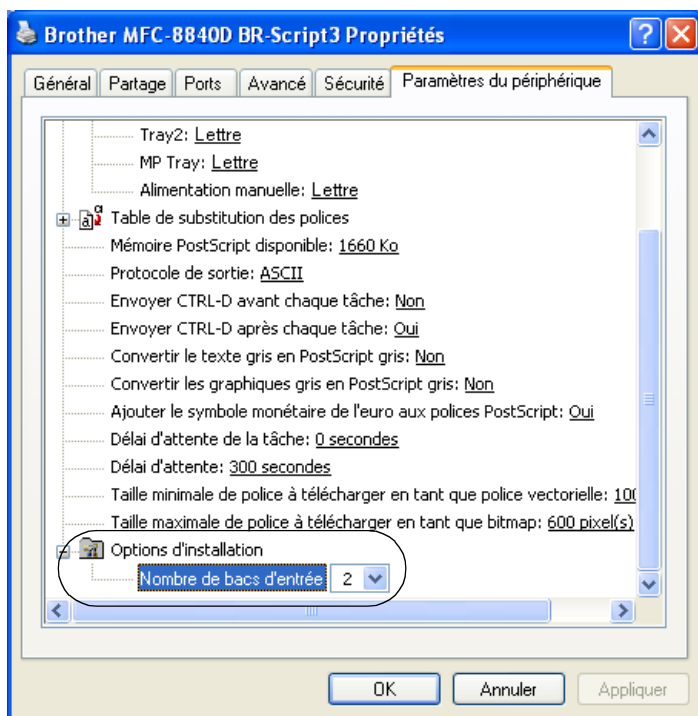 Brother MFC-8840D BR-Script3 Propriétés
Général Partage Ports Avancé Sécurité Paramètres du périphérique
Tray2: Lettre
MP Tray: Lettre
Alimentation manuelle: Lettre
Table de substitution des polices
Mémoire PostScript disponible: 1660 Ko
Protocole de sortie: ASCII
Envoyer CTRL-D avant chaque tâche: Non
Envoyer CTRL-D après chaque tâche: Oui
Convertir le texte gris en PostScript gris: Non
Convertir les graphiques gris en PostScript gris: Non
Ajouter le symbole monétaire de l'euro aux polices PostScript: Oui
Délai d'attente de la tâche: 0 secondes
Délai d'attente: 300 secondes
Taille minimale de police à télécharger en tant que police vectorielle:
Taille maximale de police à télécharger en tant que bitmap: 600 pixel(s)
Options d'installation
Nombre de bacs d'entrée 2
OK Annuler Appliquer